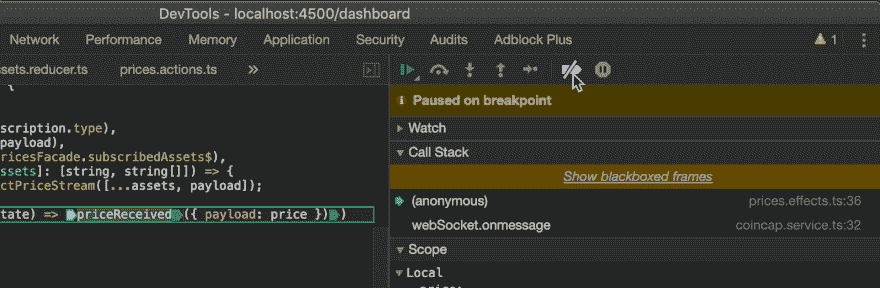 DevTools - localhost:4500/dashboard
Network Performance Memory Application Security Audits Adblock Plus 1
sets.reducer.ts prices.actions.ts »
{
scription.type),
payload),
ricesFacade.subscribedAssets$),
ssets]: [string, string[]]) => {
ctPriceStream([...assets, payload]);
tate) => priceReceived({ payload: price }))
Paused on breakpoint
Watch
Call Stack
Show blackboxed frames
(anonymous) prices.effects.ts:36
webSocket.onmessage coincap.service.ts:32
Scope
Local